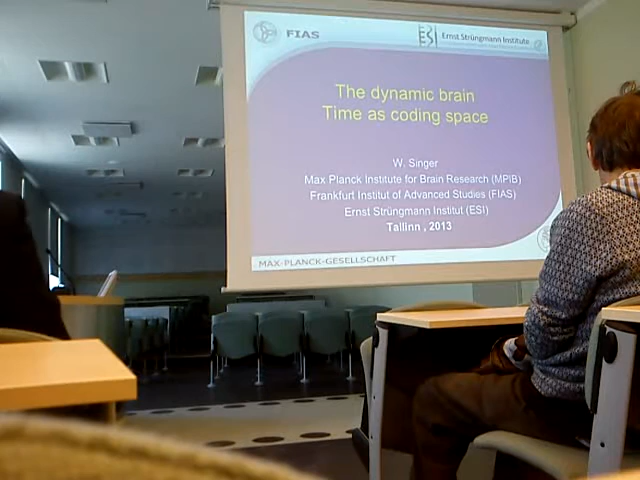 FIAS
ESI Ernst Strüngmann Institute
The dynamic brain
Time as coding space
W. Singer
Max Planck Institute for Brain Research (MPIB)
Frankfurt Institut of Advanced Studies (FIAS)
Ernst Strüngmann Institut (ESI)
Tallinn , 2013
MAX-PLANCK-GESELLSCHAFT